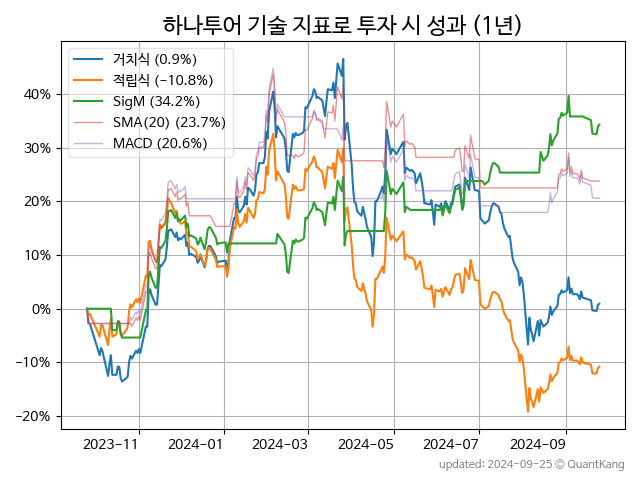 하나투어 기술 지표로 투자 시 성과 (1년)
거치식 (0.9%)
적립식 (−10.8%)
SigM (34.2%)
SMA(20) (23.7%)
MACD (20.6%)
40%
30%
20%
10%
0%
−10%
−20%
2023-11 2024-01 2024-03 2024-05 2024-07 2024-09
updated: 2024-09-25 © QuantKang